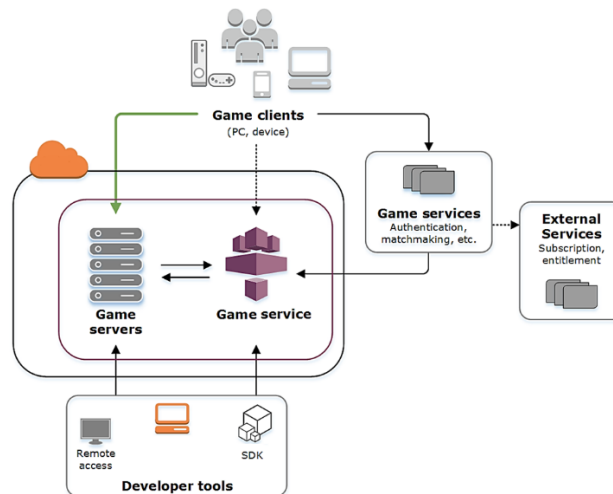 Game clients
(PC, device)
Game services
Authentication,
matchmaking, etc.
External
Services
Subscription,
entitlement
Game
servers
Game service
Remote
access
SDK
Developer tools